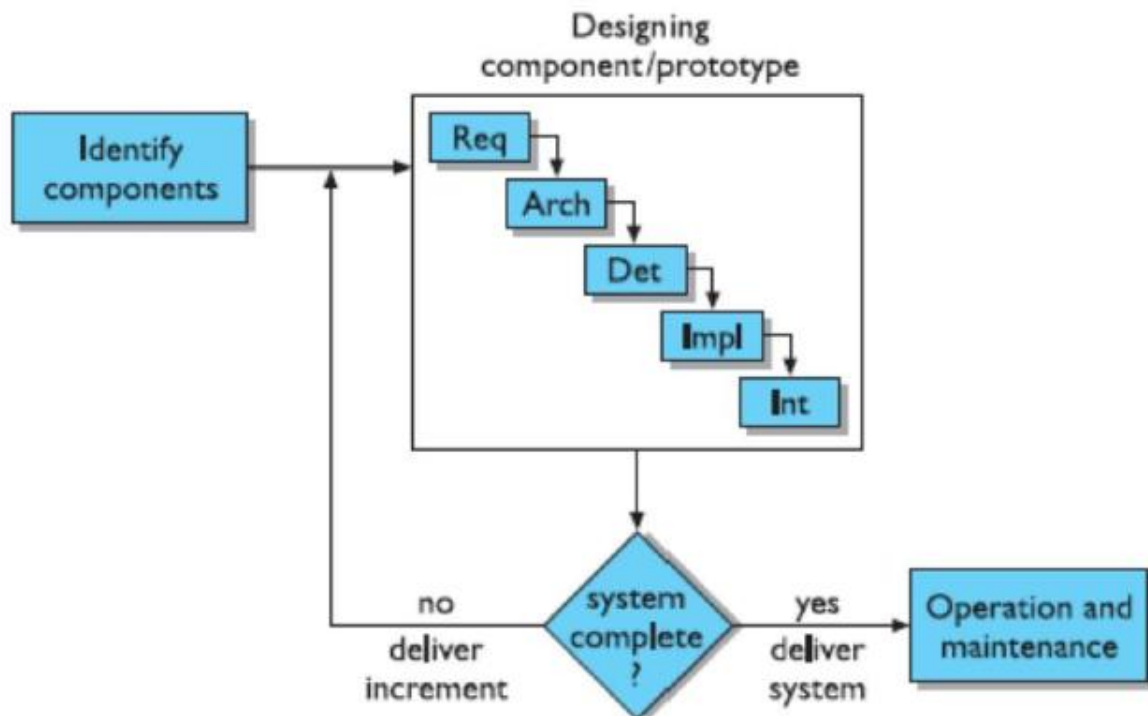 Designing
component/prototype
Identify
components
Req
Arch
Det
Impl
Int
system
complete
?
no
deliver
increment
yes
deliver
system
Operation and
maintenance